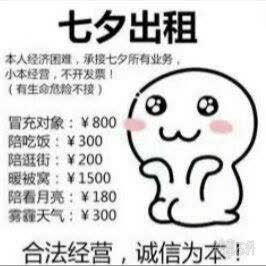 七夕出租
本人经济困难，承接七夕所有业务，
小本经营，不开发票！
（有生命危险不接）
冒充对象：￥800
陪吃饭：￥300
陪逛街：￥200
暖被窝：￥1500
陪看月亮：￥180
雾霾天气：￥300
合法经营，诚信为本！